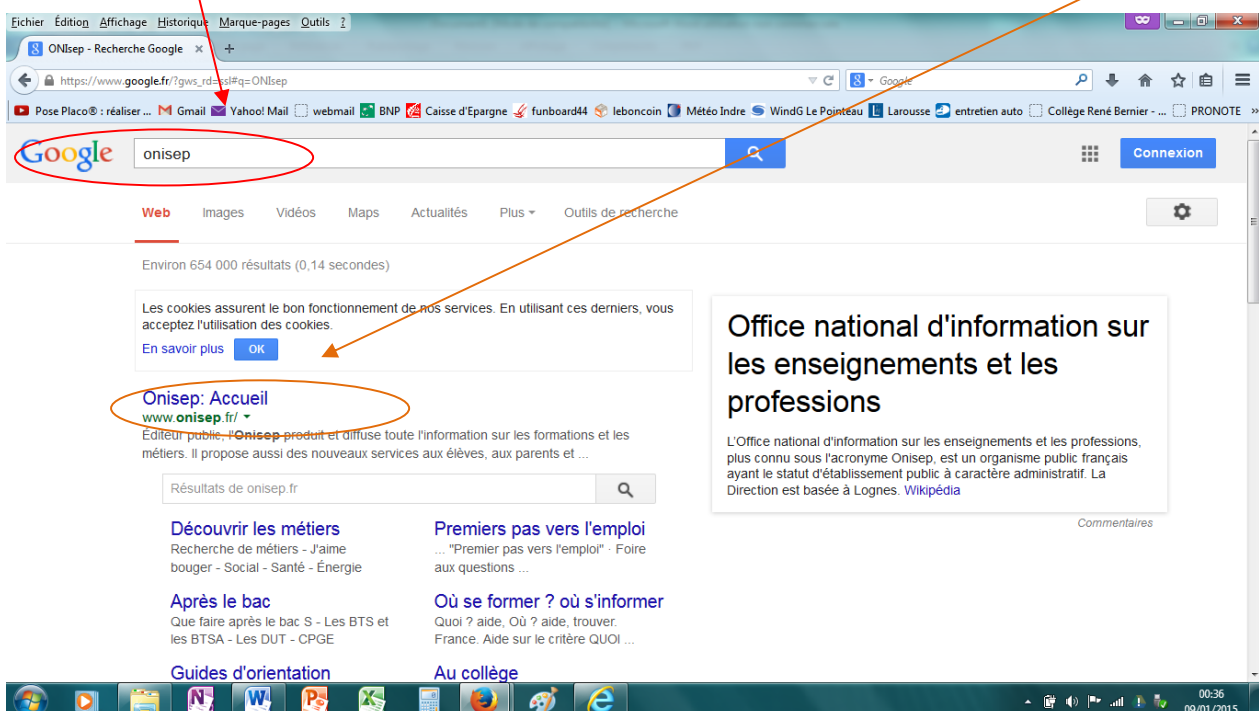 Fichier Édition Affichage Historique Marque-pages Outils ?
ONIsep - Recherche Google × +
https://www.google.fr/?gws_rd=ssl#q=ONIsep
Google
Pose Placo® : réaliser ... Gmail Yahoo! Mail webmail BNP Caisse d'Epargne funboard44 leboncoin Météo Indre WindG Le Pointeau Larousse entretien auto Collège René Bernier - ... PRONOTE »
Google onisep Connexion
Web Images Vidéos Maps Actualités Plus Outils de recherche
Environ 654 000 résultats (0,14 secondes)
Les cookies assurent le bon fonctionnement de nos services. En utilisant ces derniers, vous
acceptez l'utilisation des cookies.
En savoir plus OK
Onisep: Accueil
www.onisep.fr/
Éditeur public, l'Onisep produit et diffuse toute l'information sur les formations et les
métiers. Il propose aussi des nouveaux services aux élèves, aux parents et ...
Résultats de onisep.fr
Découvrir les métiers
Recherche de métiers - J'aime
bouger - Social - Santé - Énergie
Premiers pas vers l'emploi
... "Premier pas vers l'emploi" · Foire
aux questions ...
Après le bac
Que faire après le bac S - Les BTS et
les BTSA - Les DUT - CPGE
Où se former ? où s'informer
Quoi ? aide, Où ? aide, trouver.
France. Aide sur le critère QUOI ...
Guides d'orientation
Au collège
Office national d'information sur
les enseignements et les
professions
L'Office national d'information sur les enseignements et les professions,
plus connu sous l'acronyme Onisep, est un organisme public français
ayant le statut d'établissement public à caractère administratif. La
Direction est basée à Lognes. Wikipédia
Commentaires
00:36
09/01/2015